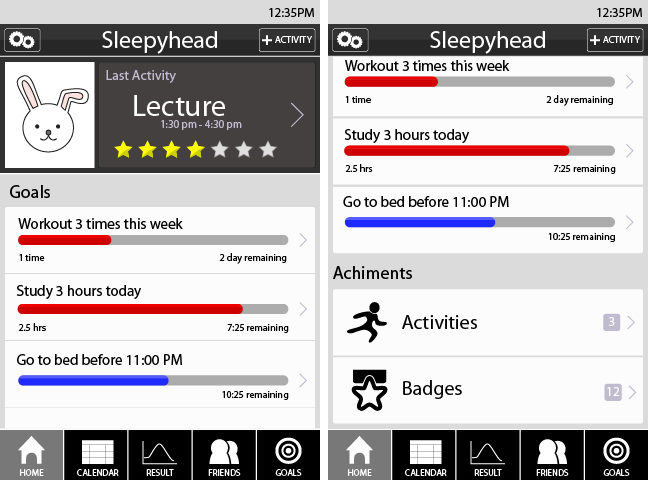 12:35PM
Sleepyhead
+ ACTIVITY
Last Activity
Lecture
1:30 pm - 4:30 pm
Goals
Workout 3 times this week
1 time
2 day remaining
Study 3 hours today
2.5 hrs
7:25 remaining
Go to bed before 11:00 PM
10:25 remaining
HOME
CALENDAR
RESULT
FRIENDS
GOALS
12:35PM
Sleepyhead
+ ACTIVITY
Workout 3 times this week
1 time
2 day remaining
Study 3 hours today
2.5 hrs
7:25 remaining
Go to bed before 11:00 PM
10:25 remaining
Achiments
Activities
3
Badges
12
HOME
CALENDAR
RESULT
FRIENDS
GOALS